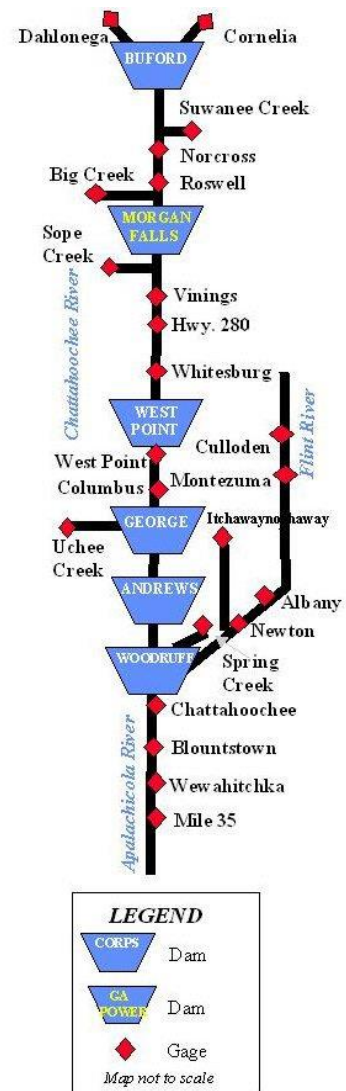 Dahlonega
Cornelia
BUFORD
Suwanee Creek
Norcross
Big Creek
Roswell
MORGAN
FALLS
Sope
Creek
Chattahoochee River
Vinings
Hwy. 280
Whitesburg
WEST
POINT
Culloden
Flint River
West Point
Columbus
Montezuma
GEORGE
Itchawaynochaway
Uchee
Creek
ANDREWS
Albany
Newton
WOODRUFF
Spring
Creek
Chattahoochee
Apalachicola River
Blountstown
Wewahitchka
Mile 35
LEGEND
CORPS
Dam
GA
POWER
Dam
Gage
Map not to scale